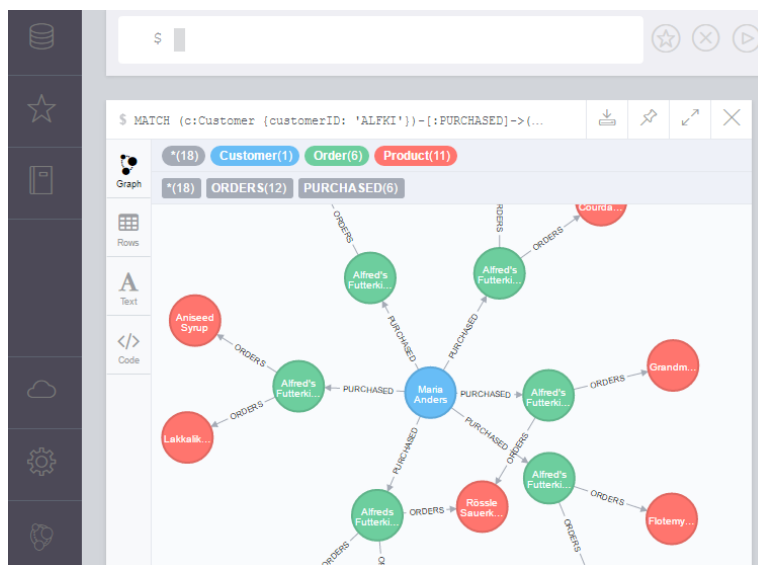 $
$ MATCH (c:Customer {customerID: 'ALFKI'})-[:PURCHASED]->(…
*(18) Customer(1) Order(6) Product(11)
*(18) ORDERS(12) PURCHASED(6)
Graph
Rows
Text
Code
ORDERS
ORDERS
Courda...
ORDERS
Alfred's
Futterki...
Alfred's
Futterki...
PURCHASED
PURCHASED
Aniseed
Syrup
ORDERS
Alfred's
Futterki...
PURCHASED
Maria
Anders
PURCHASED
Alfred's
Futterki...
ORDERS
Grandm...
Lakkalik...
ORDERS
PURCHASED
PURCHASED
ORDERS
Alfred's
Futterki...
ORDERS
Flotemy...
Alfreds
Futterki...
ORDERS
Rössle
Sauerk...
ORDERS
ORDERS